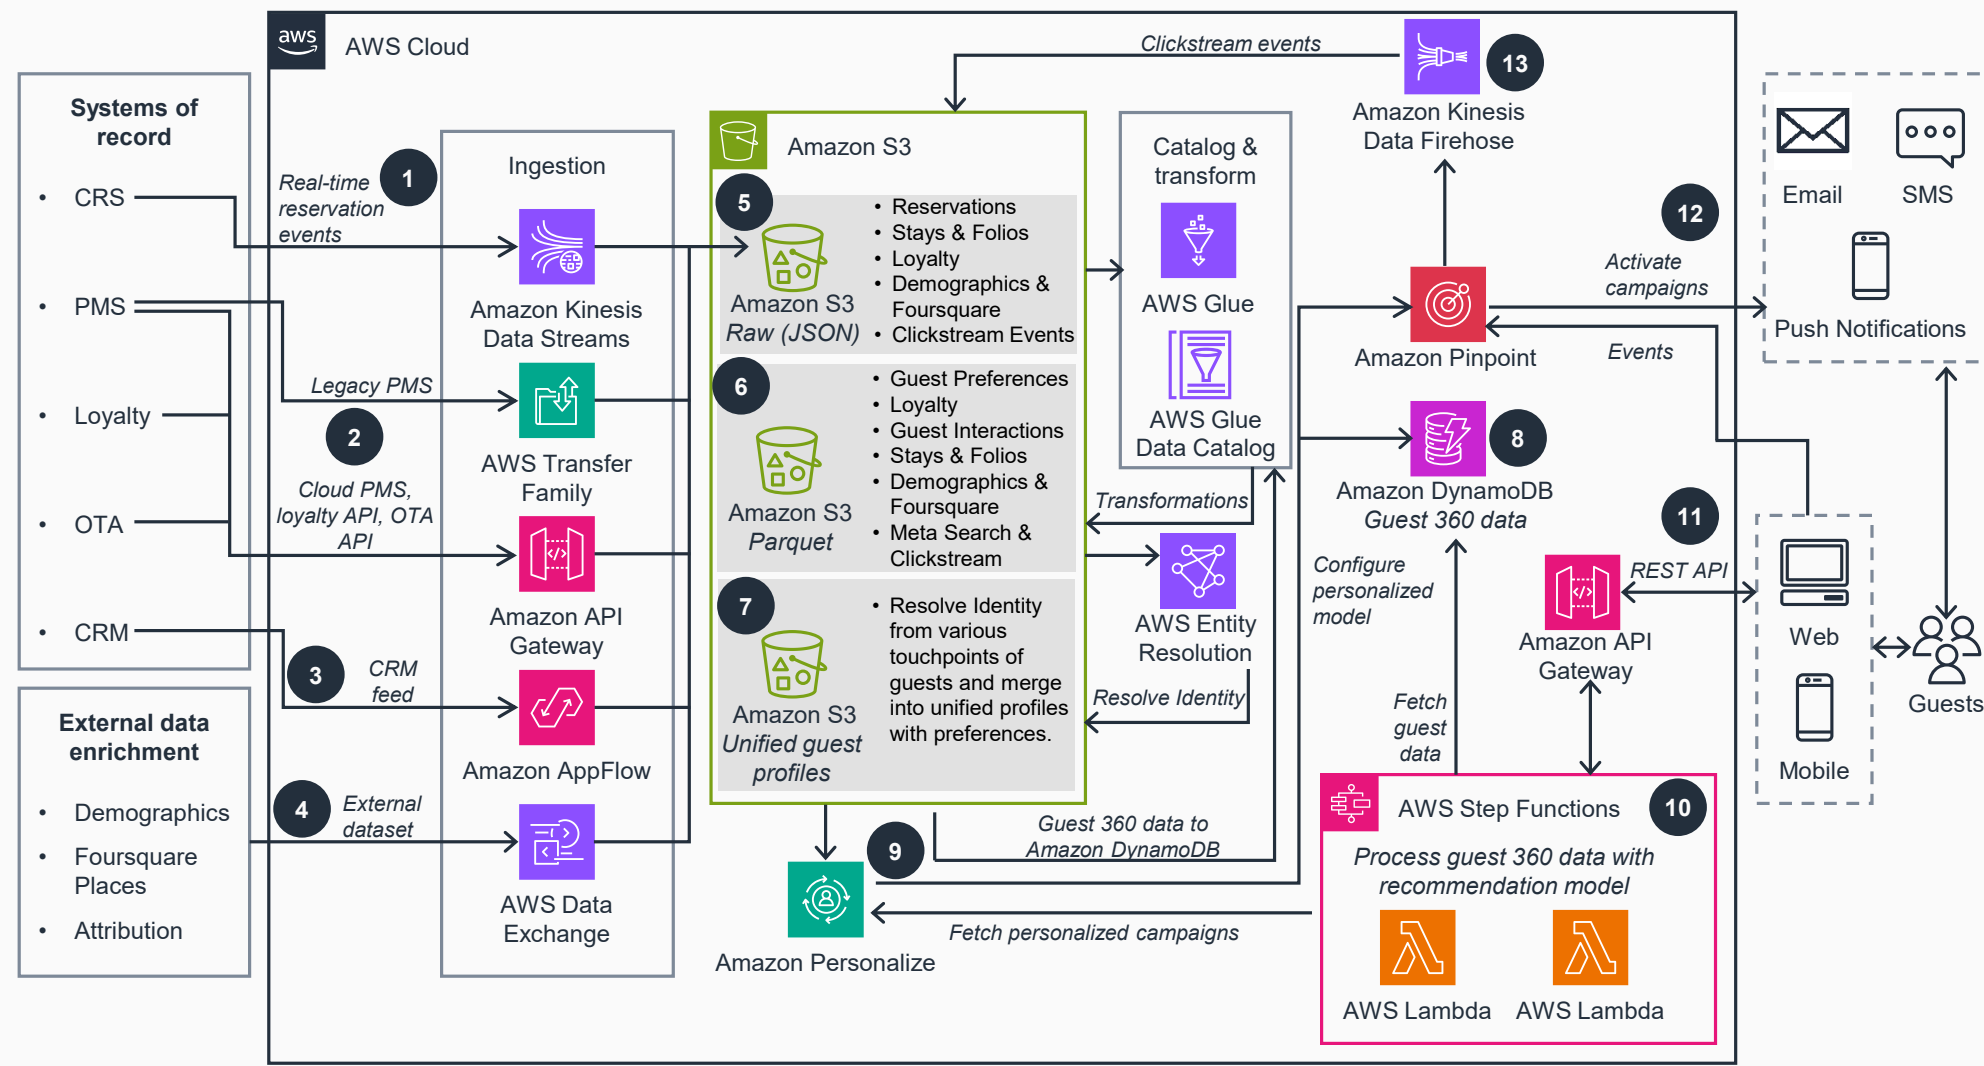 aws
AWS Cloud
Systems of
record
• CRS
• PMS
• Loyalty
• OTA
• CRM
External data
enrichment
• Demographics
• Foursquare
Places
• Attribution
1
Real-time
reservation
events
Legacy PMS
2
Cloud PMS,
loyalty API, OTA
API
3
CRM
feed
4
External
dataset
Ingestion
Amazon Kinesis
Data Streams
AWS Transfer
Family
Amazon API
Gateway
Amazon AppFlow
AWS Data
Exchange
Amazon S3
5
Amazon S3
Raw (JSON)
• Reservations
• Stays & Folios
• Loyalty
• Demographics &
Foursquare
• Clickstream Events
6
Amazon S3
Parquet
• Guest Preferences
• Loyalty
• Guest Interactions
• Stays & Folios
• Demographics &
Foursquare
• Meta Search &
Clickstream
7
Amazon S3
Unified guest
profiles
• Resolve Identity
from various
touchpoints of
guests and merge
into unified profiles
with preferences.
Clickstream events
Catalog &
transform
AWS Glue
AWS Glue
Data Catalog
Transformations
AWS Entity
Resolution
Resolve Identity
Guest 360 data to
Amazon DynamoDB
9
Amazon Personalize
Fetch personalized campaigns
13
Amazon Kinesis
Data Firehose
Amazon Pinpoint
8
Amazon DynamoDB
Guest 360 data
Configure
personalized
model
Fetch
guest
data
12
Activate
campaigns
Events
11
REST API
</>
Amazon API
Gateway
AWS Step Functions
10
Process guest 360 data with
recommendation model
AWS Lambda
AWS Lambda
Email
SMS
Push Notifications
Web
Mobile
Guests